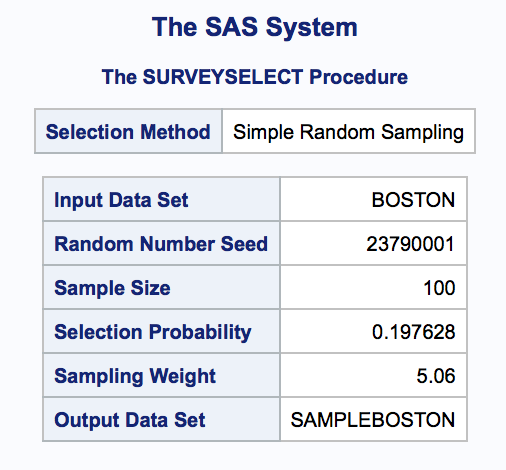 The SAS System
The SURVEYSELECT Procedure
Selection Method Simple Random Sampling
Input Data Set BOSTON
Random Number Seed 23790001
Sample Size 100
Selection Probability 0.197628
Sampling Weight 5.06
Output Data Set SAMPLEBOSTON